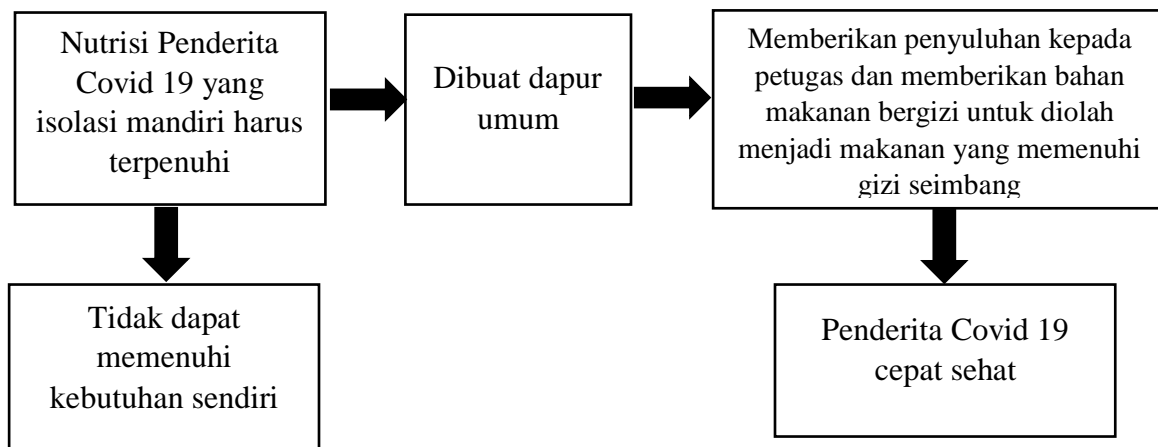 Nutrisi Penderita
Covid 19 yang
isolasi mandiri harus
terpenuhi
Dibuat dapur
umum
Memberikan penyuluhan kepada
petugas dan memberikan bahan
makanan bergizi untuk diolah
menjadi makanan yang memenuhi
gizi seimbang
Tidak dapat
memenuhi
kebutuhan sendiri
Penderita Covid 19
cepat sehat